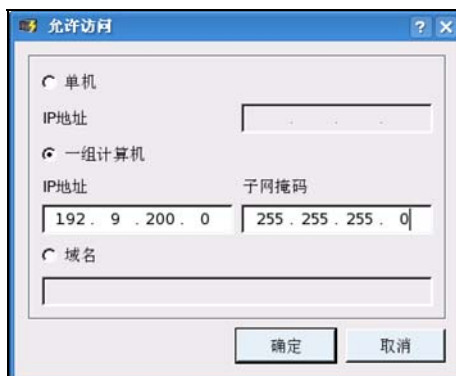 允许访问
单机
IP地址
一组计算机
IP地址 子网掩码
192. 9 .200. 0 255.255.255. 0
域名
确定 取消